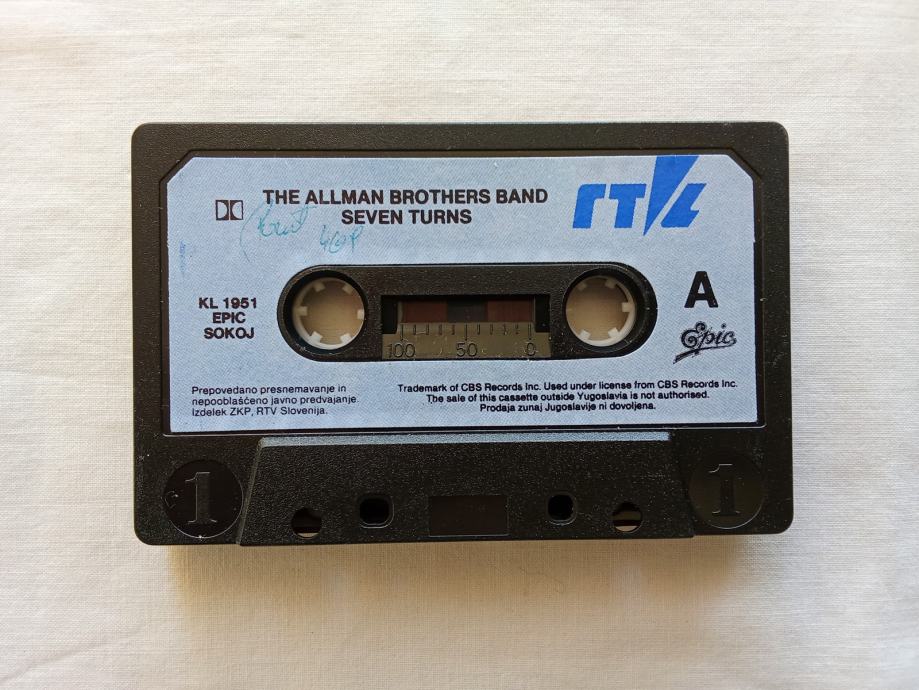 THE ALLMAN BROTHERS BAND
SEVEN TURNS
RTVL
KL 1951
EPIC
SOKOJ
A
Epic
100 50 0
Prepovedano presnemavanje in
nepooblaščeno javno predvajanje.
Izdelek ZKP, RTV Slovenija.
Trademark of CBS Records Inc. Used under license from CBS Records Inc.
The sale of this cassette outside Yugoslavia is not authorised.
Prodaja zunaj Jugoslavije ni dovoljena.
1 1